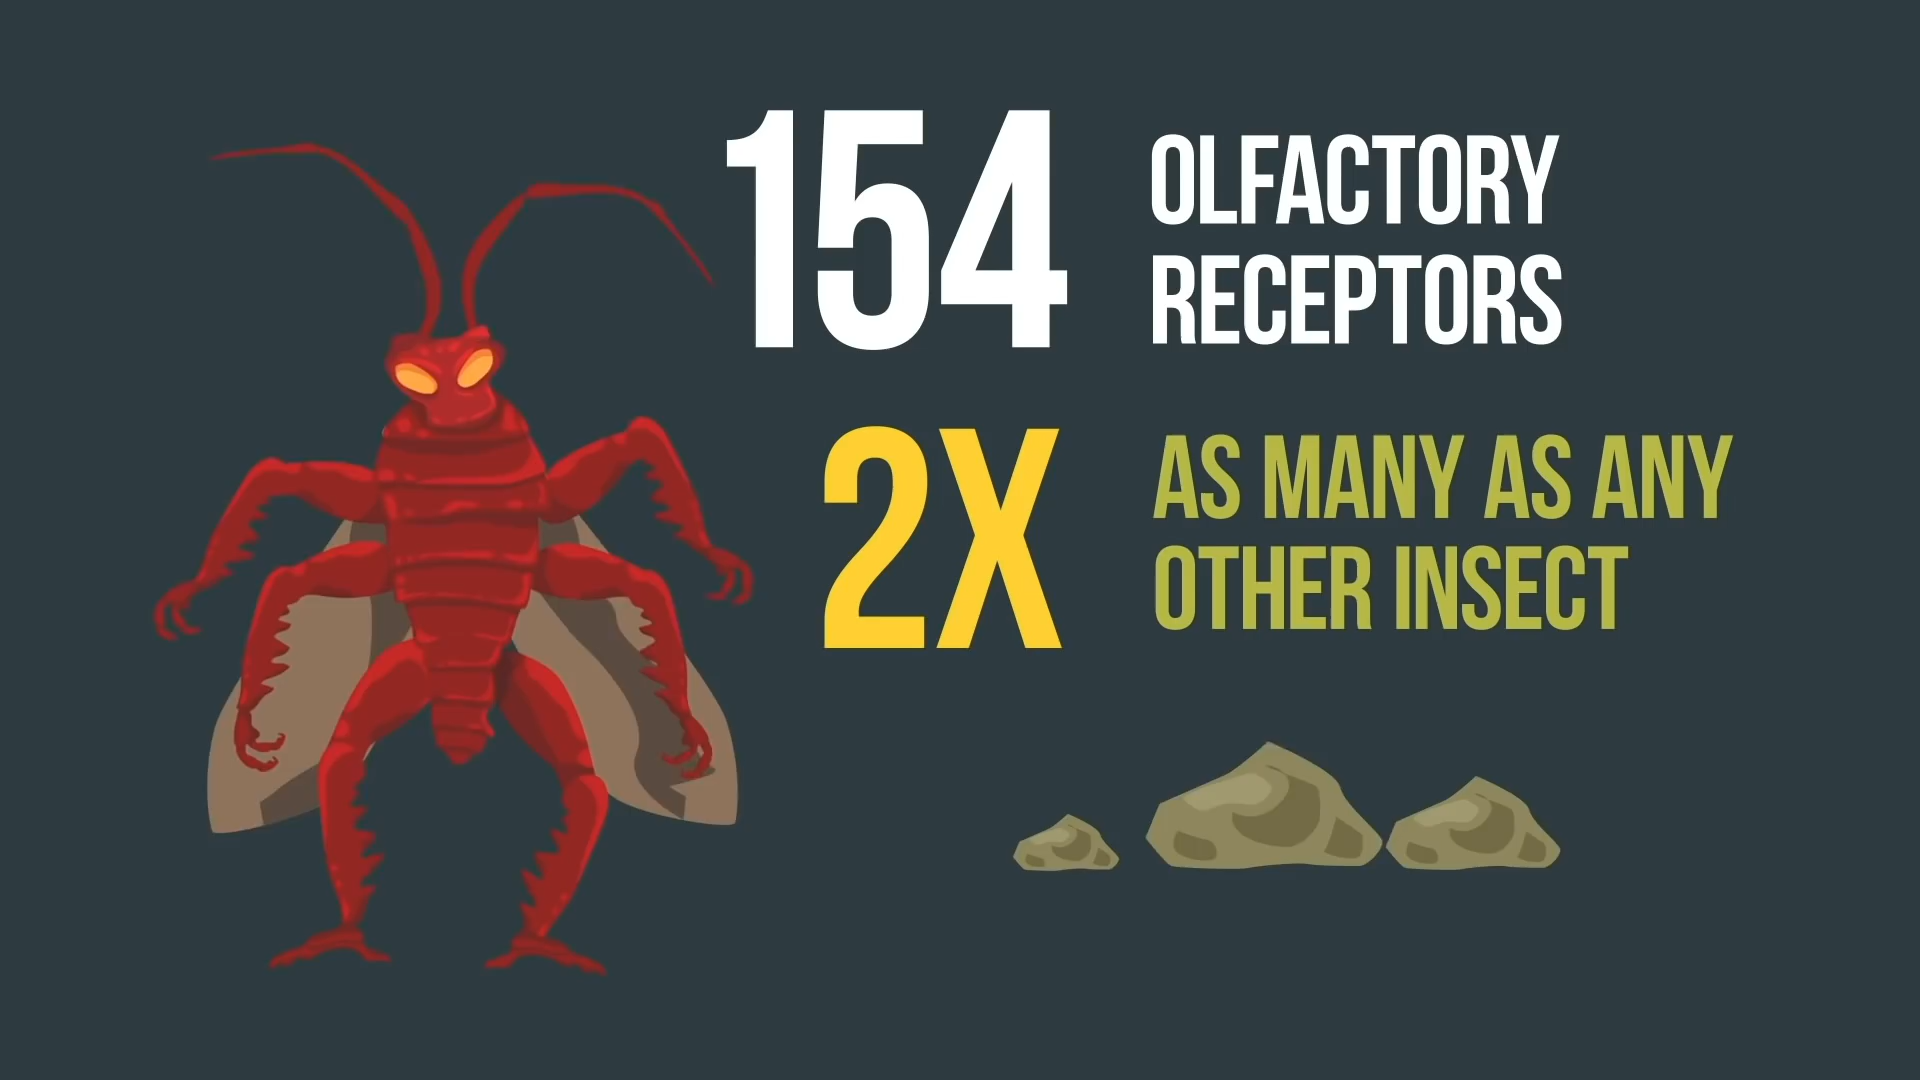 154 OLFACTORY
RECEPTORS
2X AS MANY AS ANY
OTHER INSECT